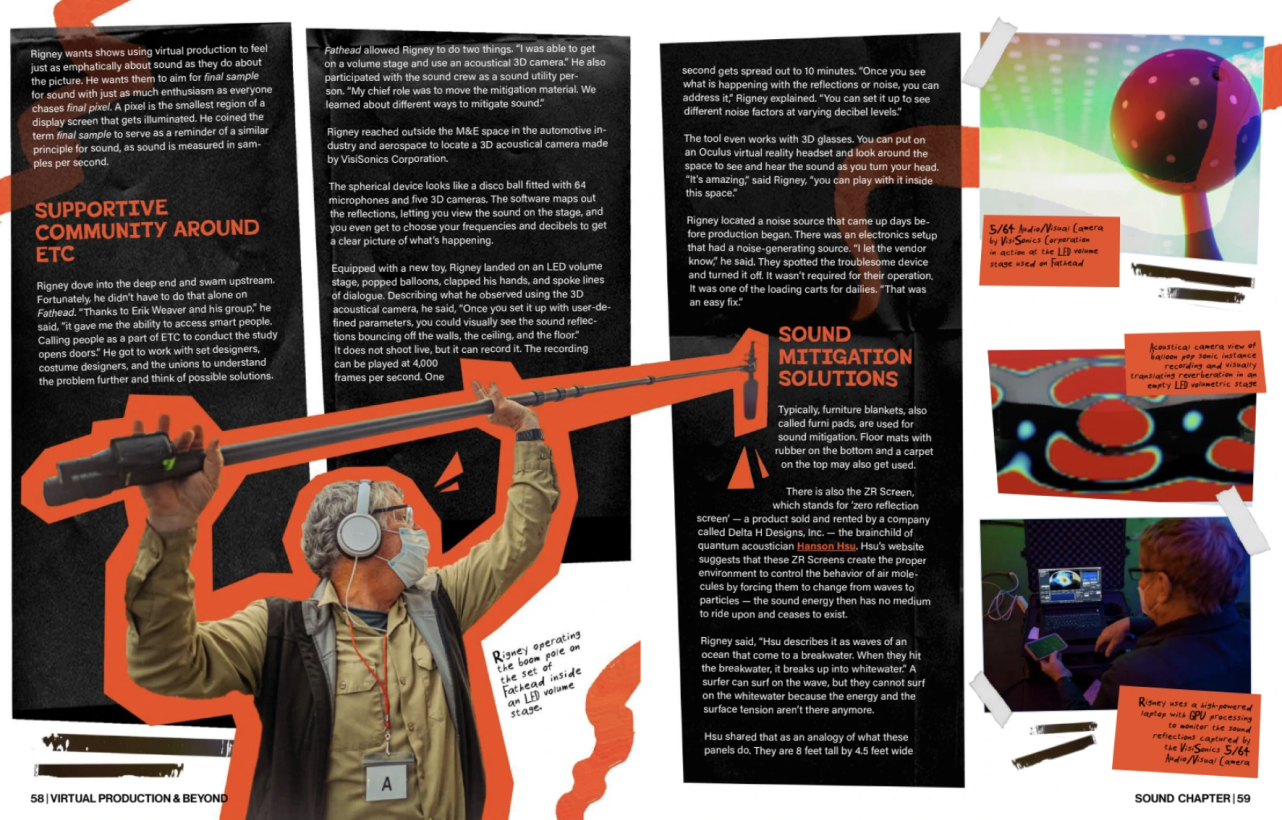 Rigney wants shows using virtual production to feel
just as emphatically about sound as they do about
the picture. He wants them to aim for final sample
for sound with just as much enthusiasm as everyone
chases final pixel. A pixel is the smallest region of a
display screen that gets illuminated. He coined the
term final sample to serve as a reminder of a similar
principle for sound, as sound is measured in sam-
ples per second.
SUPPORTIVE
COMMUNITY AROUND
ETC
Rigney dove into the deep end and swam upstream.
Fortunately, he didn't have to do that alone on
Fathead. "Thanks to Erik Weaver and his group," he
said, "it gave me the ability to access smart people.
Calling people as a part of ETC to conduct the study
opens doors." He got to work with set designers,
costume designers, and the unions to understand
the problem further and think of possible solutions.
Fathead allowed Rigney to do two things. "I was able to get
on a volume stage and use an acoustical 3D camera." He also
participated with the sound crew as a sound utility per-
son. "My chief role was to move the mitigation material. We
learned about different ways to mitigate sound."
Rigney reached outside the M&E space in the automotive in-
dustry and aerospace to locate a 3D acoustical camera made
by VisiSonics Corporation.
The spherical device looks like a disco ball fitted with 64
microphones and five 3D cameras. The software maps out
the reflections, letting you view the sound on the stage, and
you even get to choose your frequencies and decibels to get
a clear picture of what's happening.
Equipped with a new toy, Rigney landed on an LED volume
stage, popped balloons, clapped his hands, and spoke lines
of dialogue. Describing what he observed using the 3D
acoustical camera, he said, "Once you set it up with user-de-
fined parameters, you could visually see the sound reflec-
tions bouncing off the walls, the ceiling, and the floor."
It does not shoot live, but it can record it. The recording
can be played at 4,000
frames per second. One
Rigney operating
the boom pole on
the set of
Fathead inside
an LED volume
stage.
A
58 | VIRTUAL PRODUCTION & BEYOND
second gets spread out to 10 minutes. "Once you see
what is happening with the reflections or noise, you can
address it," Rigney explained. "You can set it up to see
different noise factors at varying decibel levels."
The tool even works with 3D glasses. You can put on
an Oculus virtual reality headset and look around the
space to see and hear the sound as you turn your head.
"It's amazing," said Rigney, "you can play with it inside
this space."
Rigney located a noise source that came up days be-
fore production began. There was an electronics setup
that had a noise-generating source. "I let the vendor
know," he said. They spotted the troublesome device
and turned it off. It wasn't required for their operation.
It was one of the loading carts for dailies. "That was
an easy fix."
SOUND
MITIGATION
SOLUTIONS
Typically, furniture blankets, also
called furni pads, are used for
sound mitigation. Floor mats with
rubber on the bottom and a carpet
on the top may also get used.
There is also the ZR Screen,
which stands for 'zero reflection
screen' — a product sold and rented by a company
called Delta H Designs, Inc. — the brainchild of
quantum acoustician Hanson Hsu. Hsu's website
suggests that these ZR Screens create the proper
environment to control the behavior of air mole-
cules by forcing them to change from waves to
particles — the sound energy then has no medium
to ride upon and ceases to exist.
Rigney said, "Hsu describes it as waves of an
ocean that come to a breakwater. When they hit
the breakwater, it breaks up into whitewater." A
surfer can surf on the wave, but they cannot surf
on the whitewater because the energy and the
surface tension aren't there anymore.
Hsu shared that as an analogy of what these
panels do. They are 8 feet tall by 4.5 feet wide
5/64 Audio/Visual Camera
by VisiSonics Corporation
in action at the LED volume
stage used on Fathead
Acoustical camera view of
balloon pop sonic instance
recording and visually
translating reverberation in an
empty LED volumetric stage
Rigney uses a high-powered
laptop with GPU processing
to monitor the sound
reflections captured by
the VisiSonics 5/64
Audio/Visual Camera
SOUND CHAPTER | 59